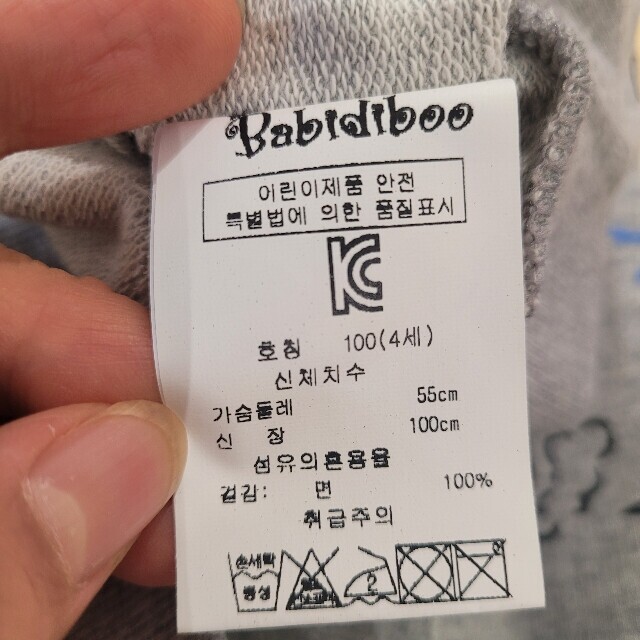 Babidiboo
어린이제품 안전
특별법에 의한 품질표시
KC
호칭 100(4세)
신체치수
가슴둘레 55cm
신 장 100cm
섬유의혼용율
겉감: 면 100%
취급주의
손세탁
중성
2